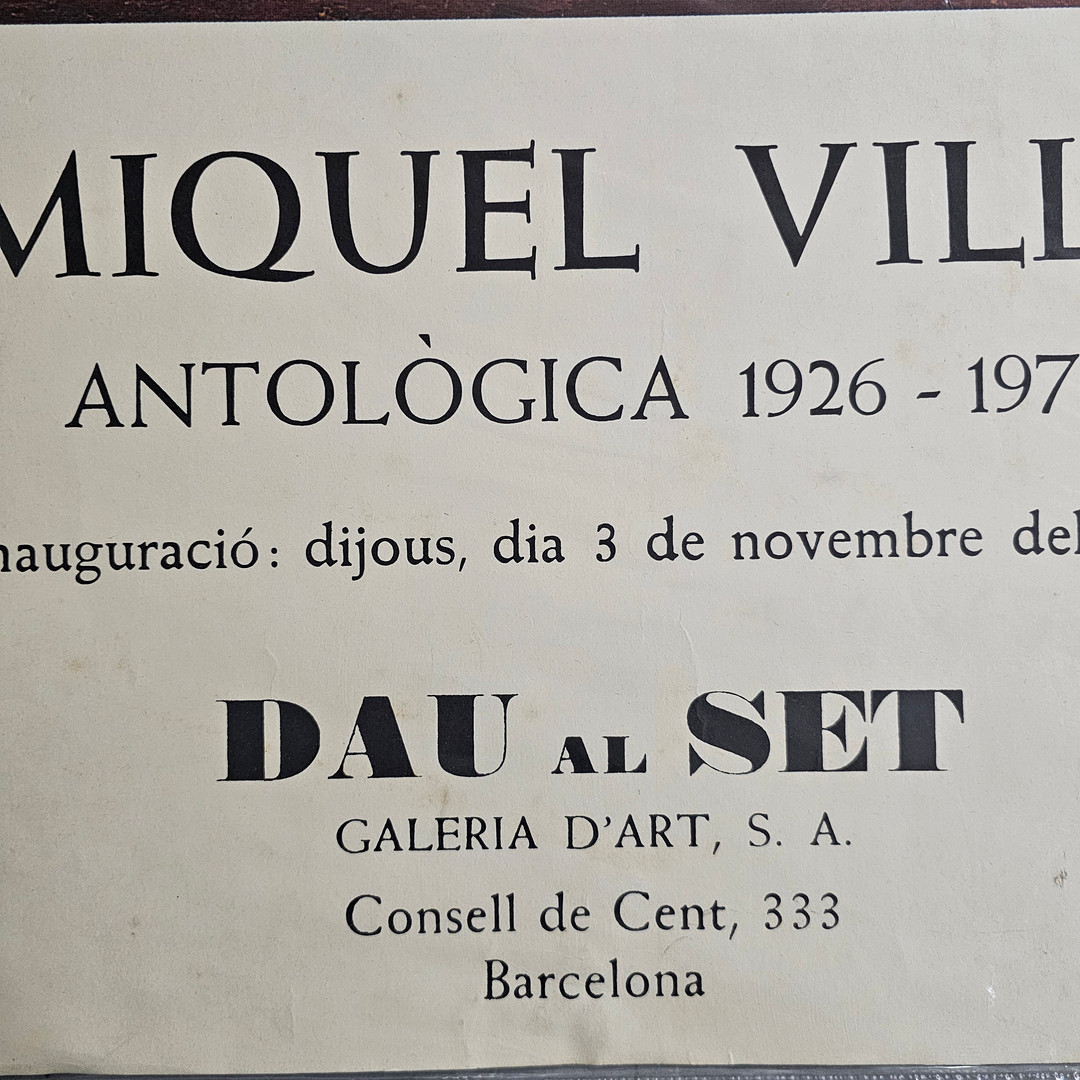 MIQUEL VILL
ANTOLÒGICA 1926 - 197
nauguració: dijous, dia 3 de novembre del
DAU AL SET
GALERIA D'ART, S. A.
Consell de Cent, 333
Barcelona